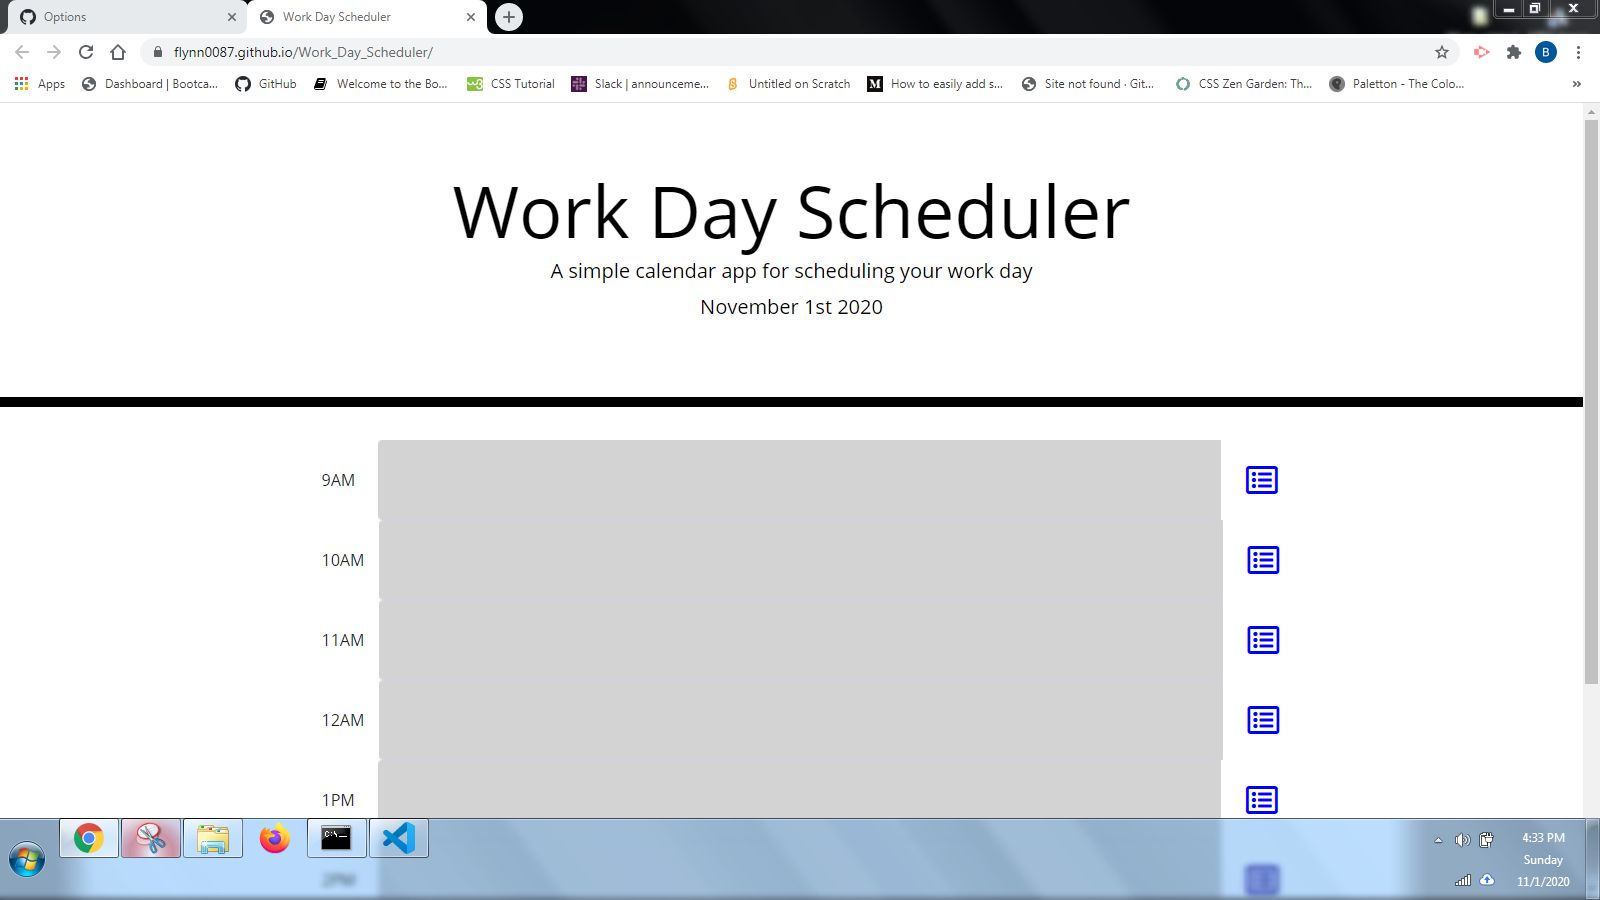 Options
Work Day Scheduler
flynn0087.github.io/Work_Day_Scheduler/
B
Apps
Dashboard | Bootca...
GitHub
Welcome to the Bo...
CSS Tutorial
Slack | announceme...
Untitled on Scratch
How to easily add s...
Site not found · Git...
CSS Zen Garden: Th...
Paletton - The Colo...
»
Work Day Scheduler
A simple calendar app for scheduling your work day
November 1st 2020
9AM
10AM
11AM
12AM
1PM
2PM
4:33 PM
Sunday
11/1/2020